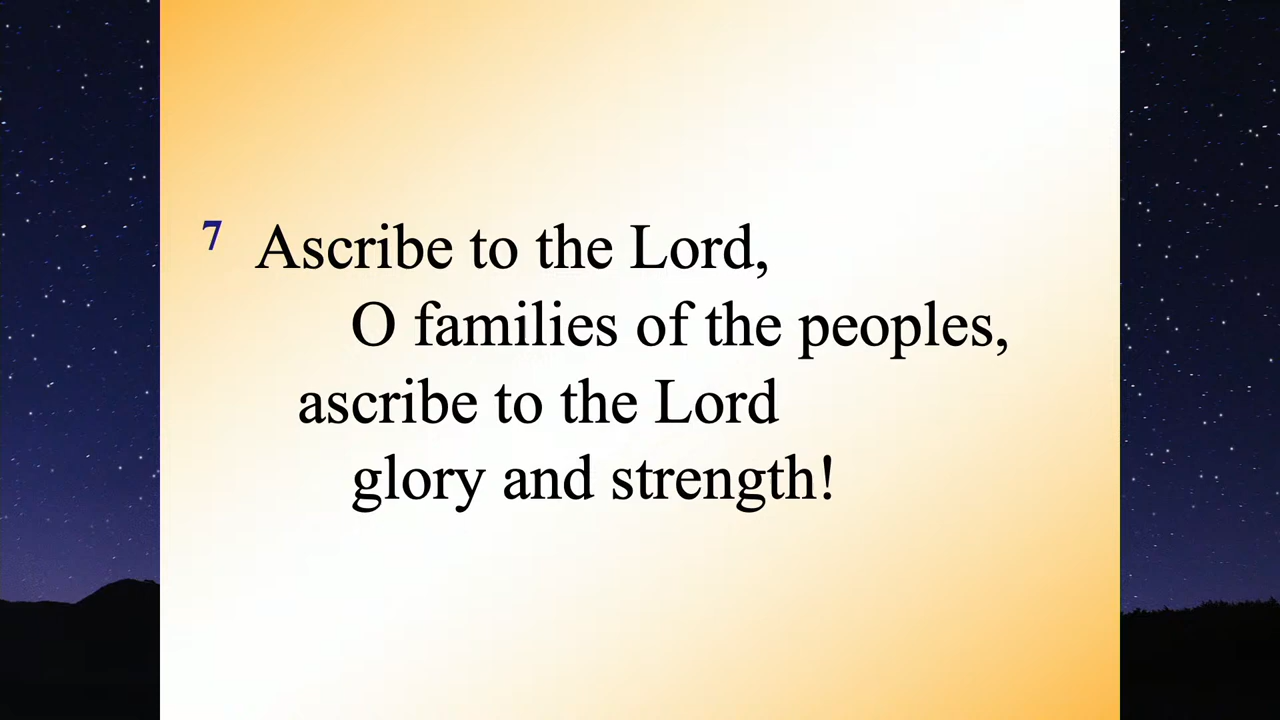 7 Ascribe to the Lord,
O families of the peoples,
ascribe to the Lord
glory and strength!